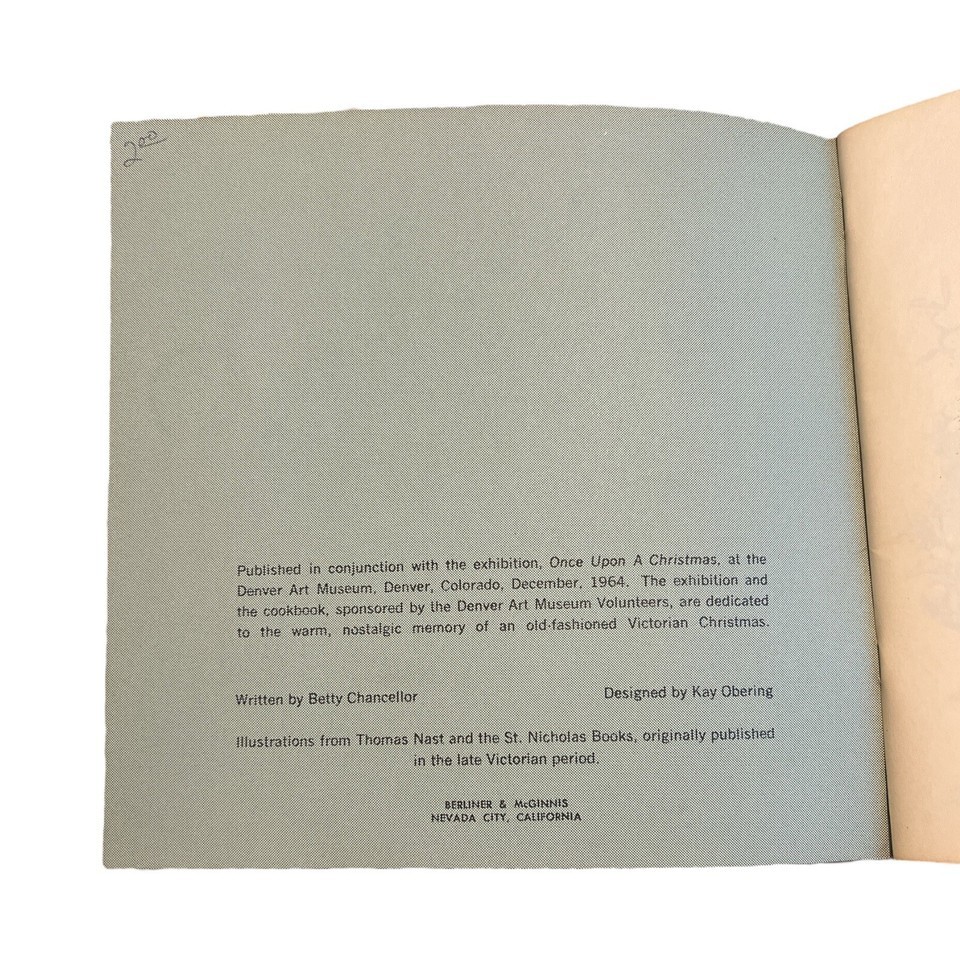 2.00
Published in conjunction with the exhibition, Once Upon A Christmas, at the
Denver Art Museum, Denver, Colorado, December, 1964. The exhibition and
the cookbook, sponsored by the Denver Art Museum Volunteers, are dedicated
to the warm, nostalgic memory of an old-fashioned Victorian Christmas.
Written by Betty Chancellor
Designed by Kay Obering
Illustrations from Thomas Nast and the St. Nicholas Books, originally published
in the late Victorian period.
BERLINER & McGINNIS
NEVADA CITY, CALIFORNIA